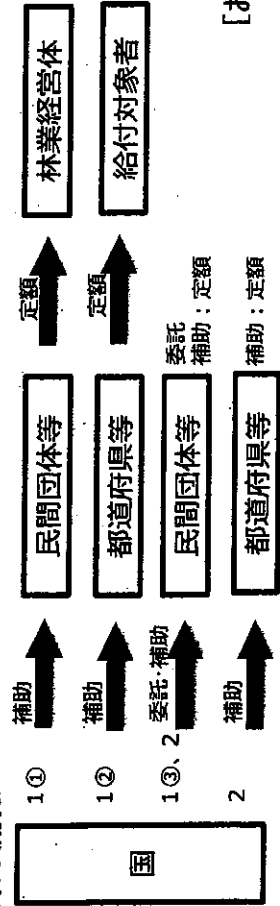 国
1① 補助 民間団体等 定額 林業経営体
1② 補助 都道府県等 定額 給付対象者
1③、2 委託・補助 民間団体等 委託
補助：定額
2 補助 都道府県等 補助：定額
[お